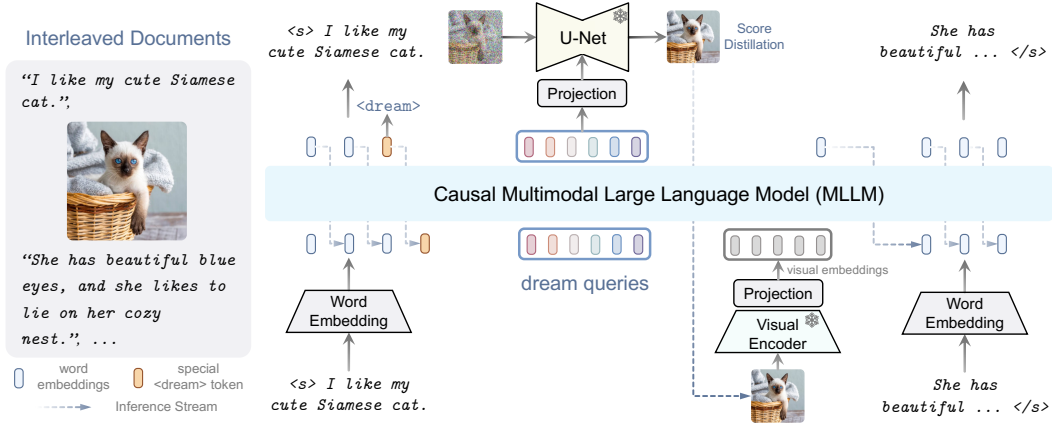 Interleaved Documents
“I like my cute Siamese
cat.”,
“She has beautiful blue
eyes, and she likes to
lie on her cozy
nest.”, ...
word
embeddings
special
<dream> token
Inference Stream
<s> I like my
cute Siamese cat.
<dream>
U-Net
Score
Distillation
Projection
She has
beautiful ... </s>
Causal Multimodal Large Language Model (MLLM)
dream queries
visual embeddings
Word
Embedding
Projection
Visual
Encoder
Word
Embedding
<s> I like my
cute Siamese cat.
She has
beautiful ... </s>